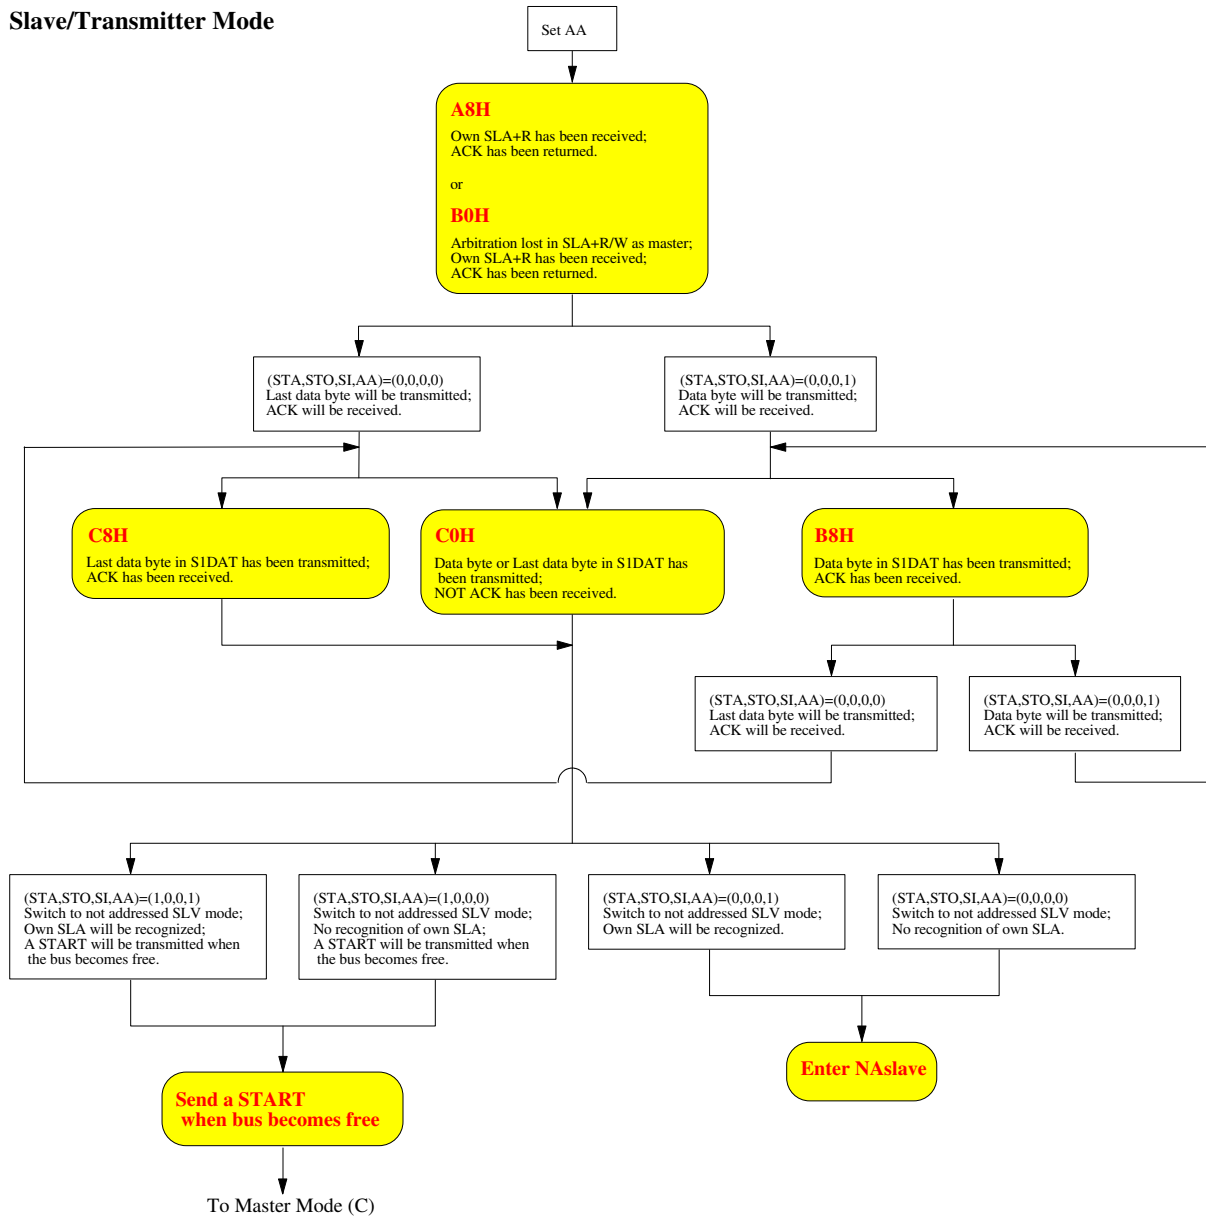 Slave/Transmitter Mode
Set AA
A8H
Own SLA+R has been received;
ACK has been returned.
or
B0H
Arbitration lost in SLA+R/W as master;
Own SLA+R has been received;
ACK has been returned.
(STA,STO,SI,AA)=(0,0,0,0)
Last data byte will be transmitted;
ACK will be received.
(STA,STO,SI,AA)=(0,0,0,1)
Data byte will be transmitted;
ACK will be received.
C8H
Last data byte in S1DAT has been transmitted;
ACK has been received.
C0H
Data byte or Last data byte in S1DAT has
been transmitted;
NOT ACK has been received.
B8H
Data byte in S1DAT has been transmitted;
ACK has been received.
(STA,STO,SI,AA)=(0,0,0,0)
Last data byte will be transmitted;
ACK will be received.
(STA,STO,SI,AA)=(0,0,0,1)
Data byte will be transmitted;
ACK will be received.
(STA,STO,SI,AA)=(1,0,0,1)
Switch to not addressed SLV mode;
Own SLA will be recognized;
A START will be transmitted when
the bus becomes free.
(STA,STO,SI,AA)=(1,0,0,0)
Switch to not addressed SLV mode;
No recognition of own SLA;
A START will be transmitted when
the bus becomes free.
(STA,STO,SI,AA)=(0,0,0,1)
Switch to not addressed SLV mode;
Own SLA will be recognized.
(STA,STO,SI,AA)=(0,0,0,0)
Switch to not addressed SLV mode;
No recognition of own SLA.
Send a START
when bus becomes free
Enter NAslave
To Master Mode (C)